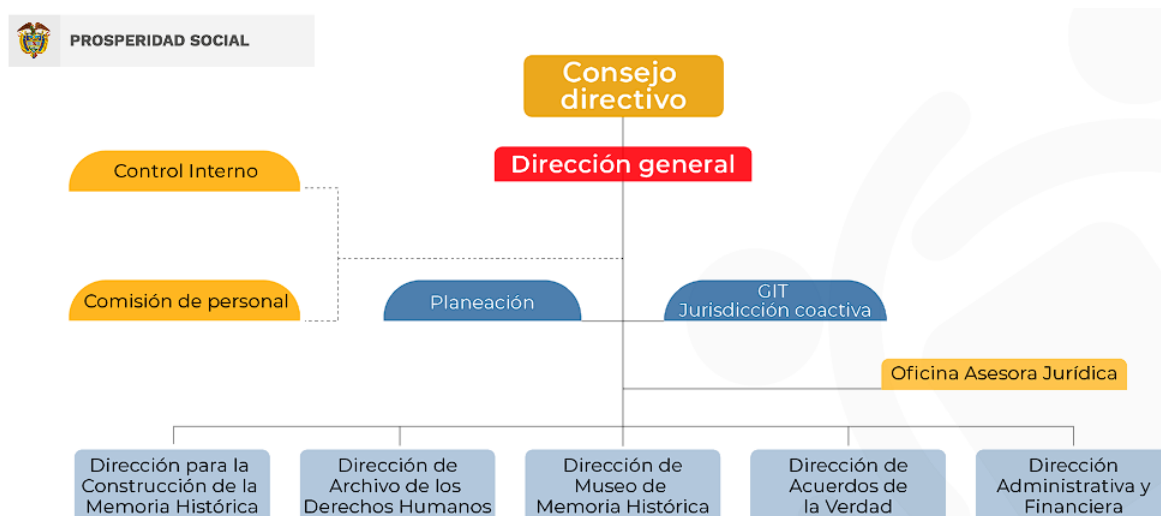 PROSPERIDAD SOCIAL
Consejo
directivo
Dirección general
Control Interno
Comisión de personal
Planeación
GIT
Jurisdicción coactiva
Oficina Asesora Jurídica
Dirección para la
Construcción de la
Memoria Histórica
Dirección de
Archivo de los
Derechos Humanos
Dirección de
Museo de
Memoria Histórica
Dirección de
Acuerdos de
la Verdad
Dirección
Administrativa y
Financiera